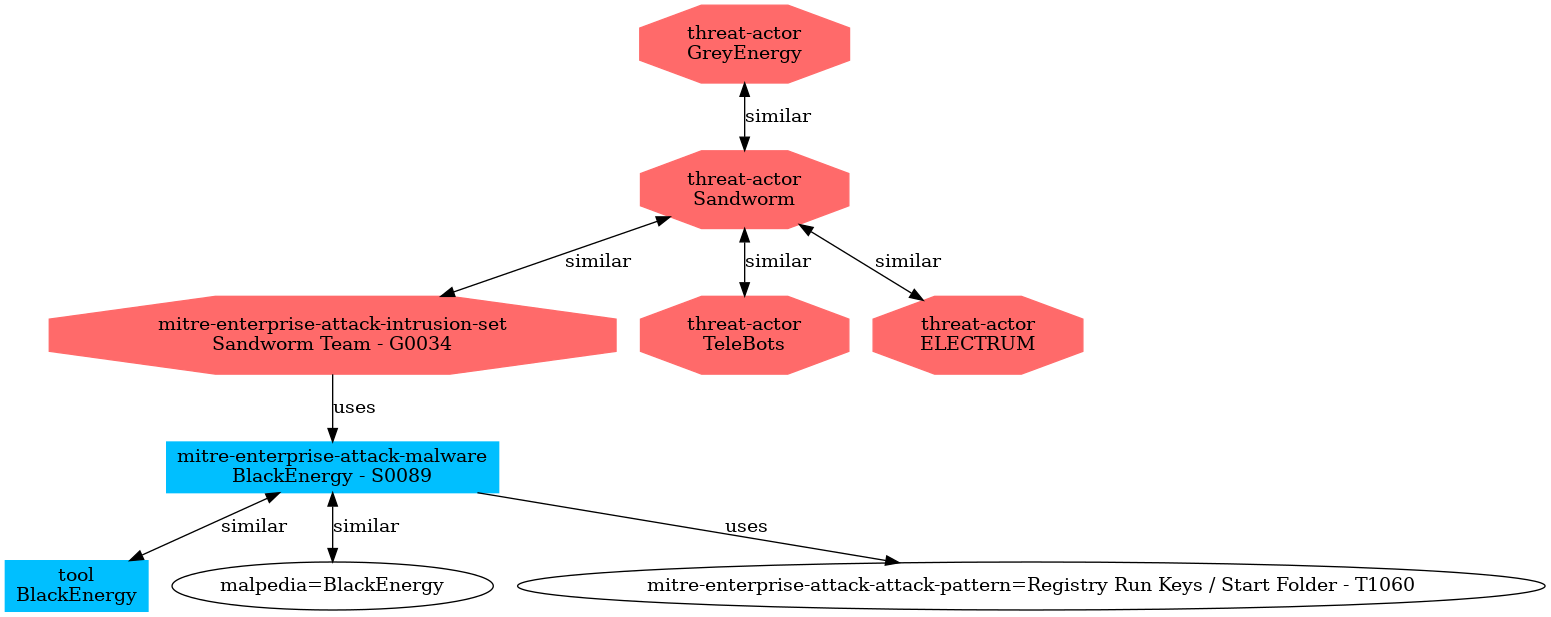 threat-actor
GreyEnergy
similar
threat-actor
Sandworm
similar
similar
similar
mitre-enterprise-attack-intrusion-set
Sandworm Team - G0034
threat-actor
TeleBots
threat-actor
ELECTRUM
uses
mitre-enterprise-attack-malware
BlackEnergy - S0089
similar
similar
uses
tool
BlackEnergy
malpedia=BlackEnergy
mitre-enterprise-attack-attack-pattern=Registry Run Keys / Start Folder - T1060